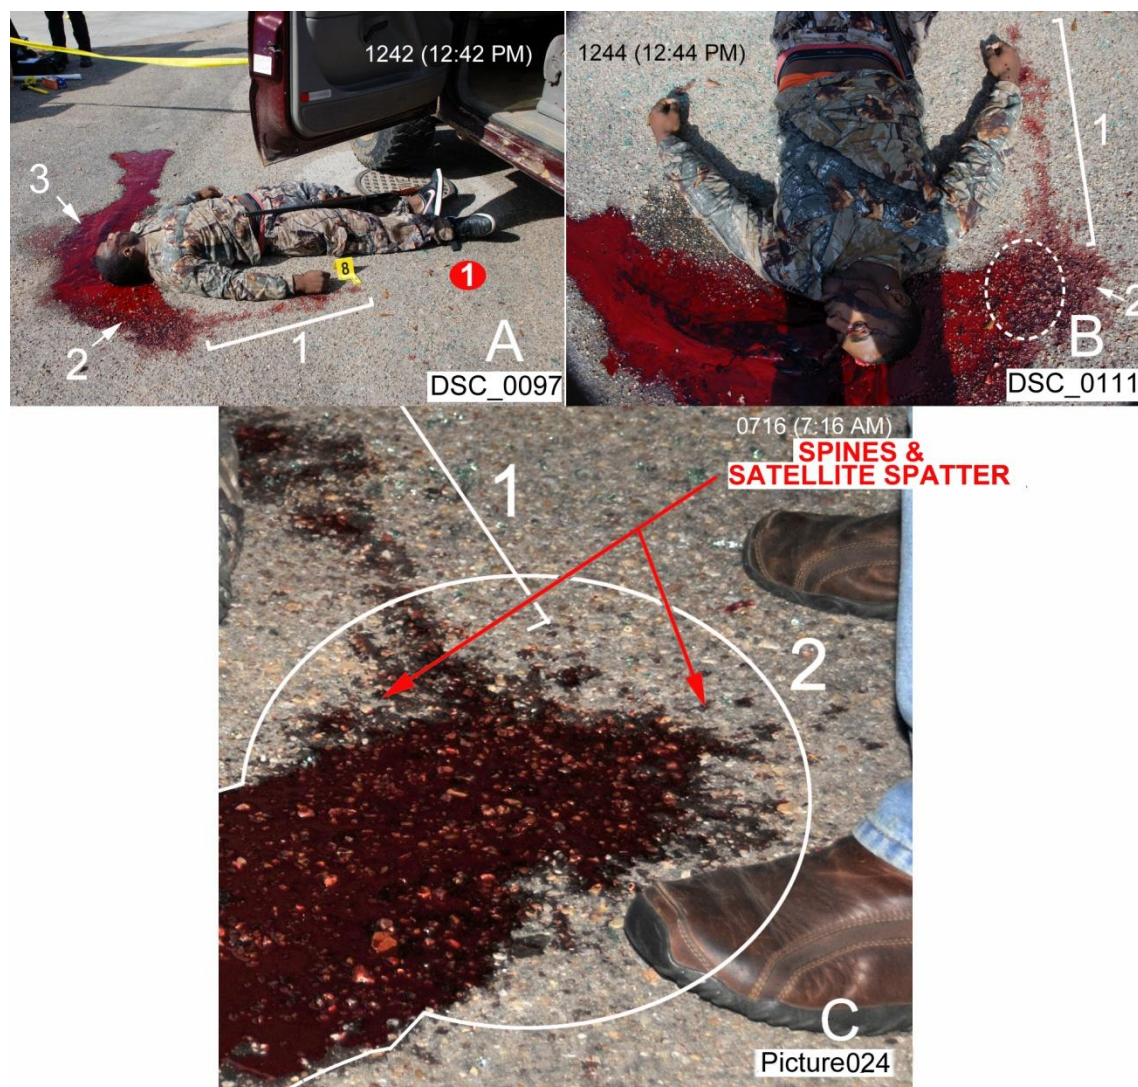 1242 (12:42 PM)
3
8
1
2
1
A
DSC_0097
1244 (12:44 PM)
1
2
B
DSC_0111
0716 (7:16 AM)
SPINES &
SATELLITE SPATTER
1
2
C
Picture024